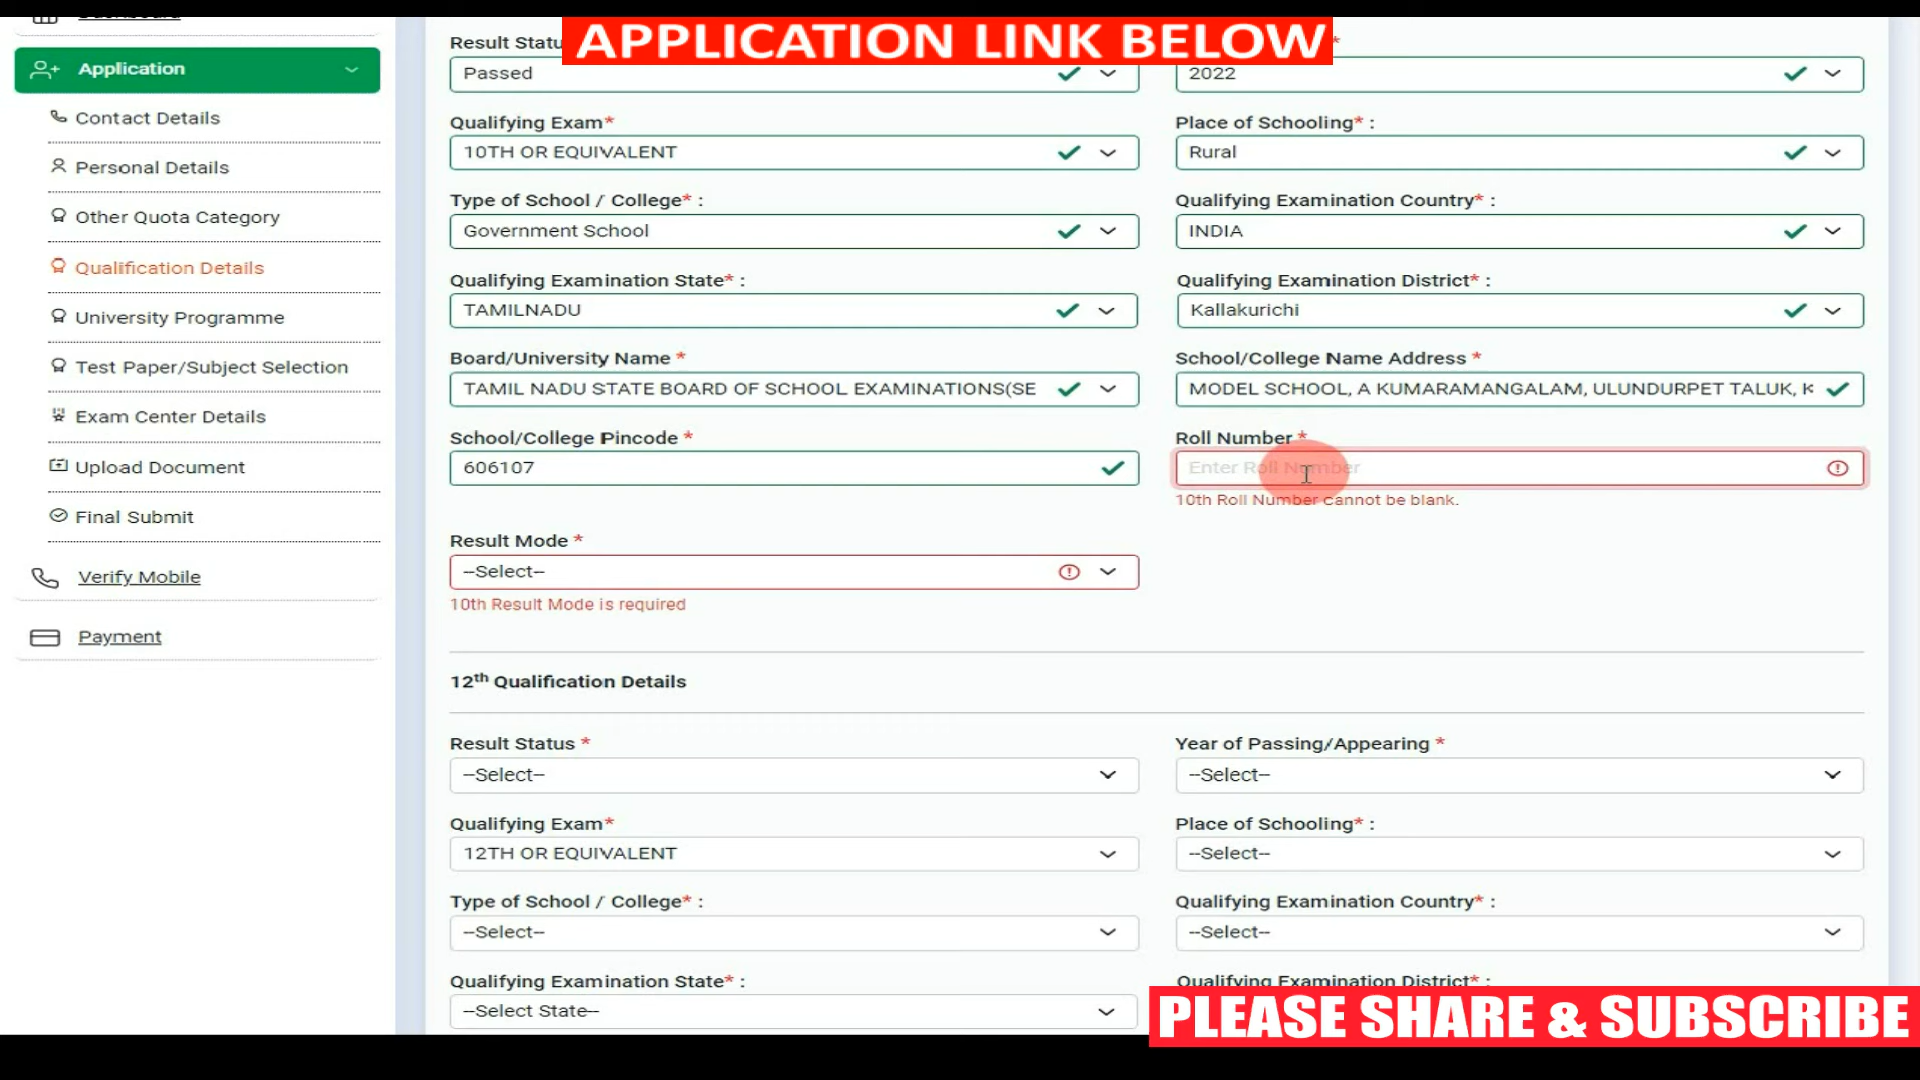 APPLICATION LINK BELOW
Application
Contact Details
Personal Details
Other Quota Category
Qualification Details
University Programme
Test Paper/Subject Selection
Exam Center Details
Upload Document
Final Submit
Verify Mobile
Payment
Passed
2022
Qualifying Exam*
Place of Schooling* :
10TH OR EQUIVALENT
Rural
Type of School / College* :
Qualifying Examination Country* :
Government School
INDIA
Qualifying Examination State* :
Qualifying Examination District* :
TAMILNADU
Kallakurichi
Board/University Name *
School/College Name Address *
TAMIL NADU STATE BOARD OF SCHOOL EXAMINATIONS(SE
MODEL SCHOOL, A KUMARAMANGALAM, ULUNDURPET TALUK, K
School/College Pincode *
Roll Number *
606107
Enter Roll Number
10th Roll Number cannot be blank.
Result Mode *
--Select--
10th Result Mode is required
12th Qualification Details
Result Status *
Year of Passing/Appearing *
--Select--
--Select--
Qualifying Exam*
Place of Schooling* :
12TH OR EQUIVALENT
--Select--
Type of School / College* :
Qualifying Examination Country* :
--Select--
--Select--
Qualifying Examination State* :
Qualifying Examination District* :
--Select State--
PLEASE SHARE & SUBSCRIBE